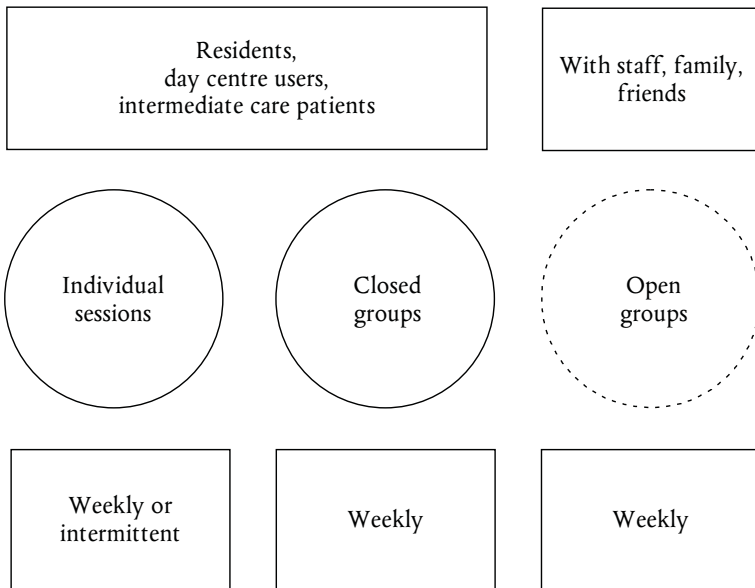 Residents,
day centre users,
intermediate care patients
With staff, family,
friends
Individual
sessions
Closed
groups
Open
groups
Weekly or
intermittent
Weekly
Weekly